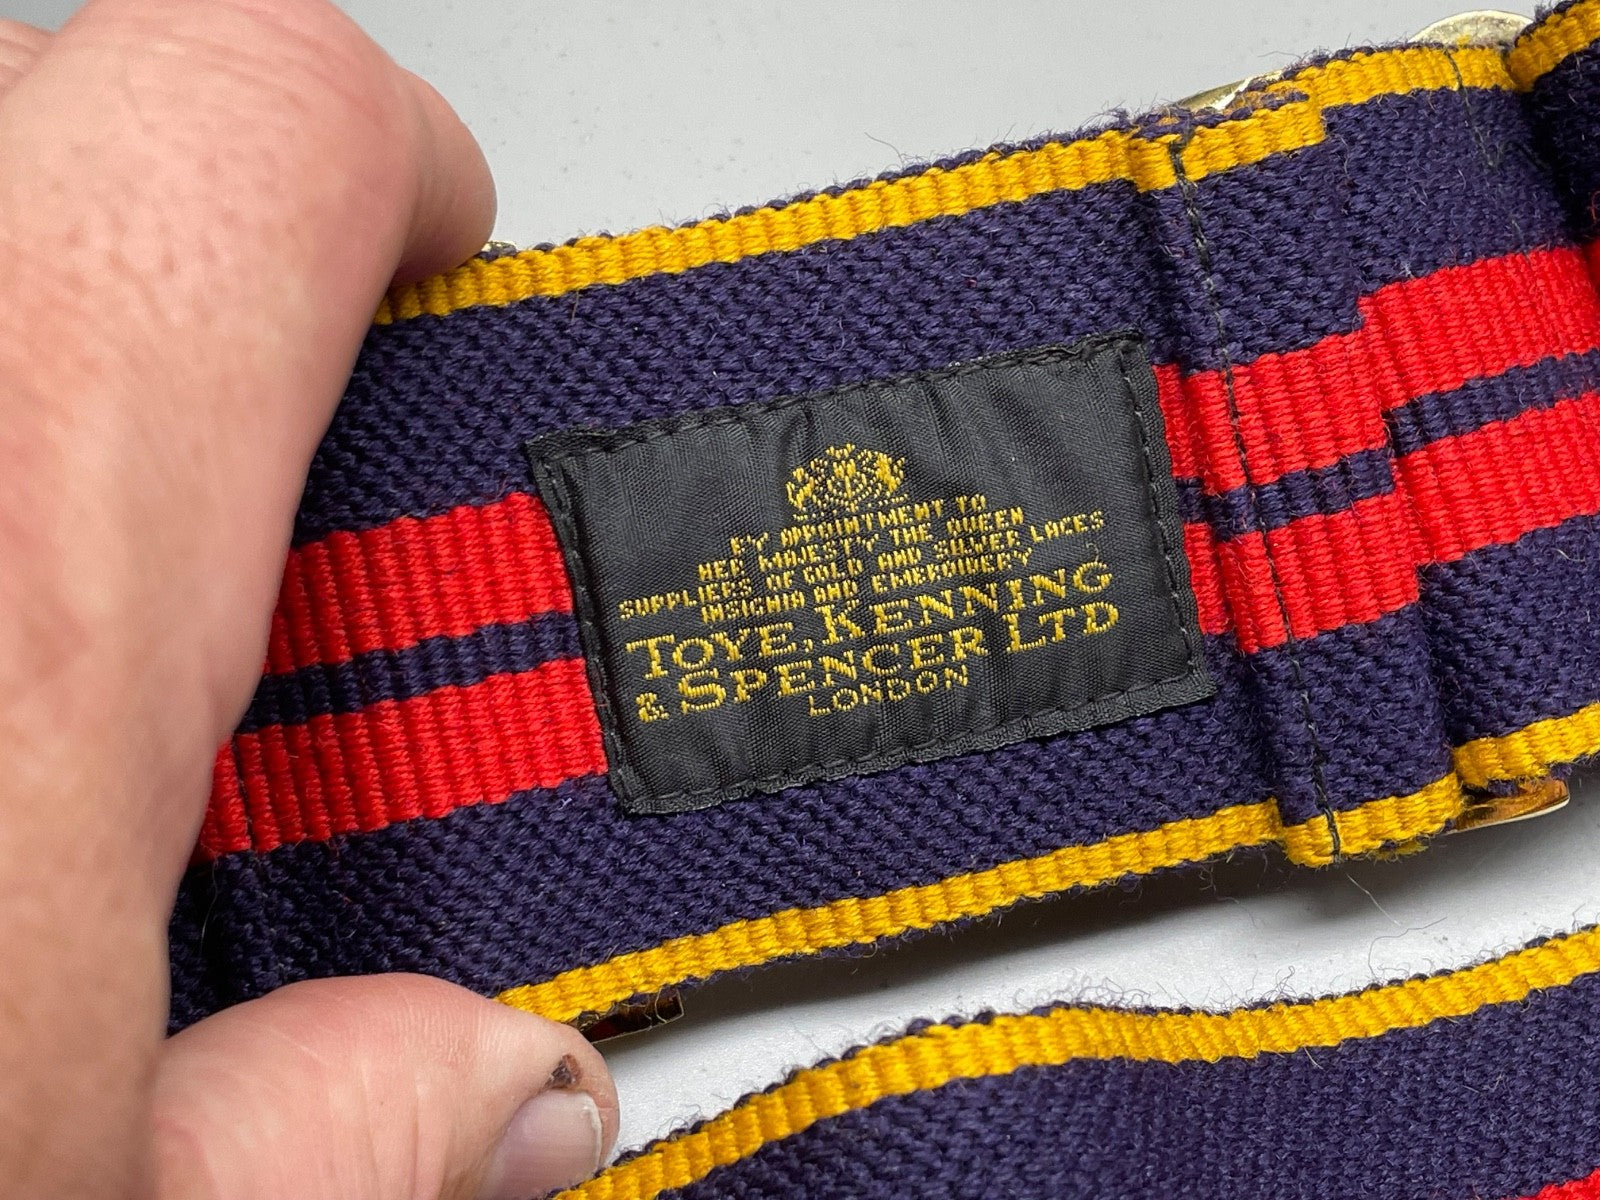 BY APPOINTMENT TO
HER MAJESTY THE QUEEN
SUPPLIERS OF GOLD AND SILVER LACES
INSIGNIA AND EMBROIDERY
TOYE, KENNING
& SPENCER LTD
LONDON